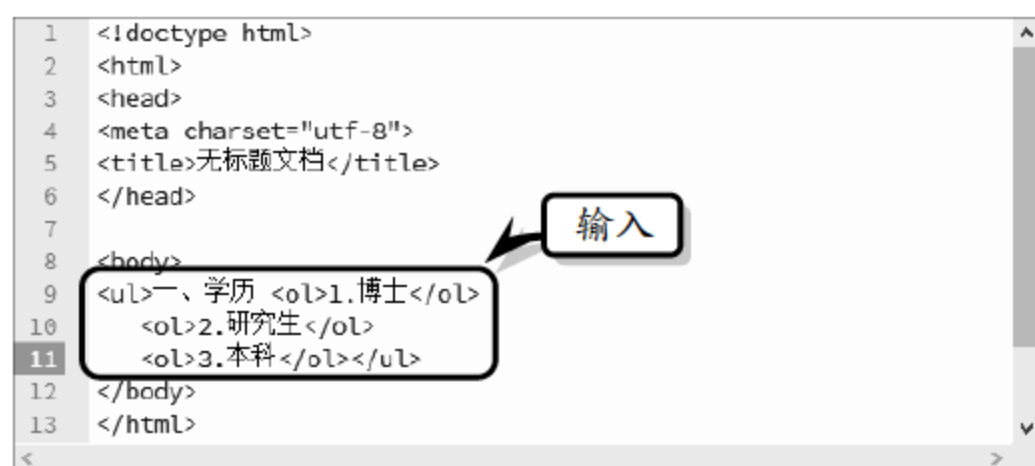 1 <!doctype html>
2 <html>
3 <head>
4 <meta charset="utf-8">
5 <title>无标题文档</title>
6 </head>
7
输入
8 <body>
9 <ul>一、学历 <ol>1.博士</ol>
10 <ol>2.研究生</ol>
11 <ol>3.本科</ol></ul>
12 </body>
13 </html>